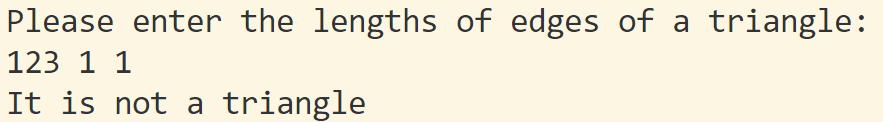 Please enter the lengths of edges of a triangle:
123 1 1
It is not a triangle